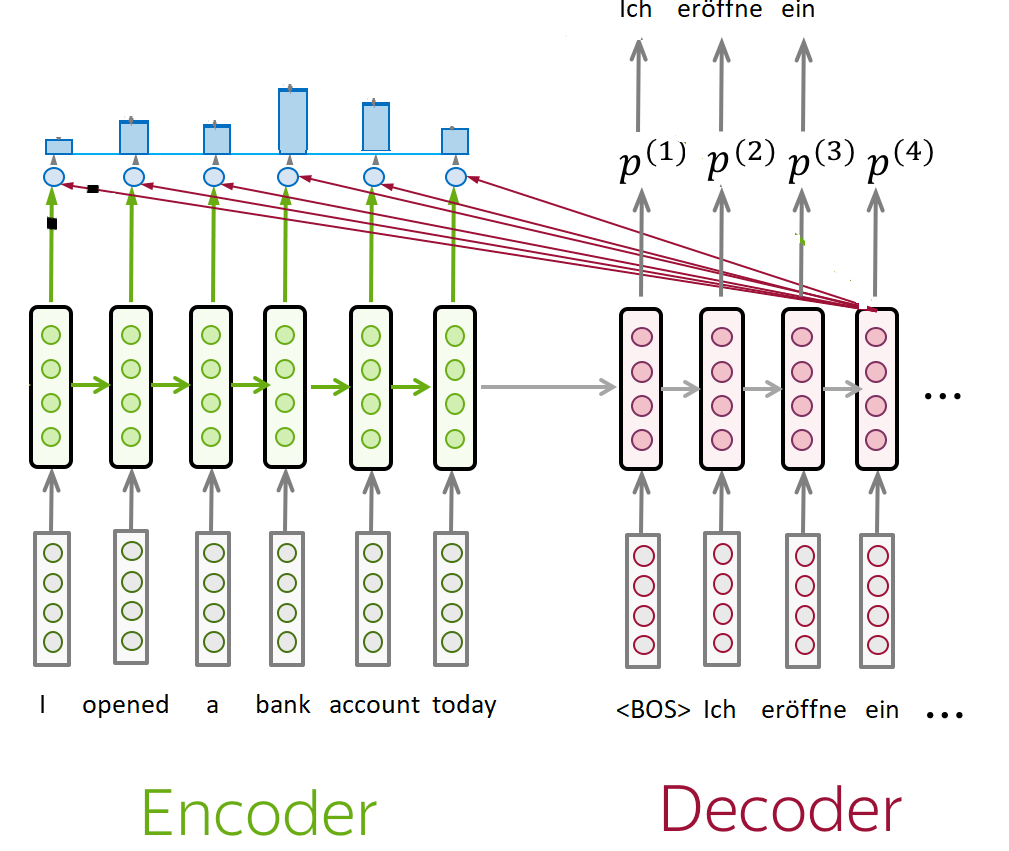 Ich eröffne ein
p(1) p(2) p(3) p(4)
...
I opened a bank account today
<BOS> Ich eröffne ein ...
Encoder
Decoder